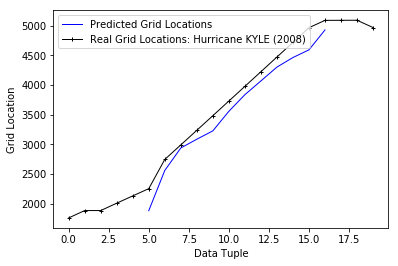 Predicted Grid Locations
Real Grid Locations: Hurricane KYLE (2008)
5000
4500
4000
3500
3000
2500
2000
Grid Location
0.0 2.5 5.0 7.5 10.0 12.5 15.0 17.5
Data Tuple